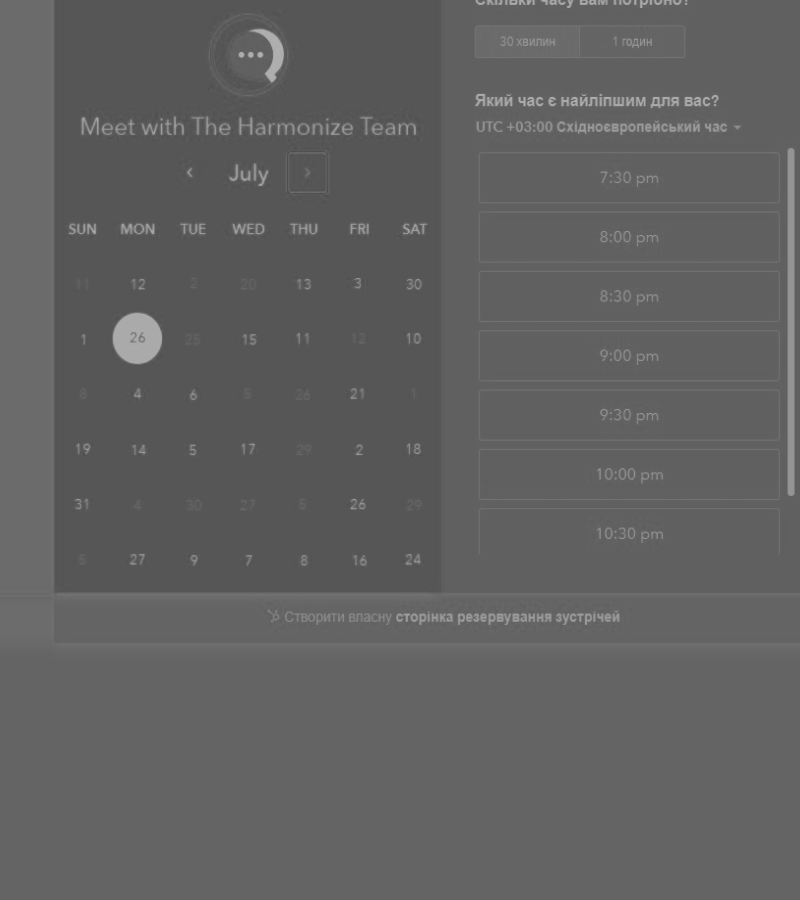 Скільки часу вам потрібно?
30 хвилин 1 годин
Який час є найліпшим для вас?
UTC +03:00 Східноєвропейський час
Meet with The Harmonize Team
July
SUN MON TUE WED THU FRI SAT
11 12 2 20 13 3 30
1 26 25 15 11 12 10
6 4 6 5 26 21 1
19 14 5 17 29 2 18
31 4 30 27 5 26 29
5 27 9 7 8 16 24
7:30 pm
8:00 pm
8:30 pm
9:00 pm
9:30 pm
10:00 pm
10:30 pm
Створити власну сторінка резервування зустрічей